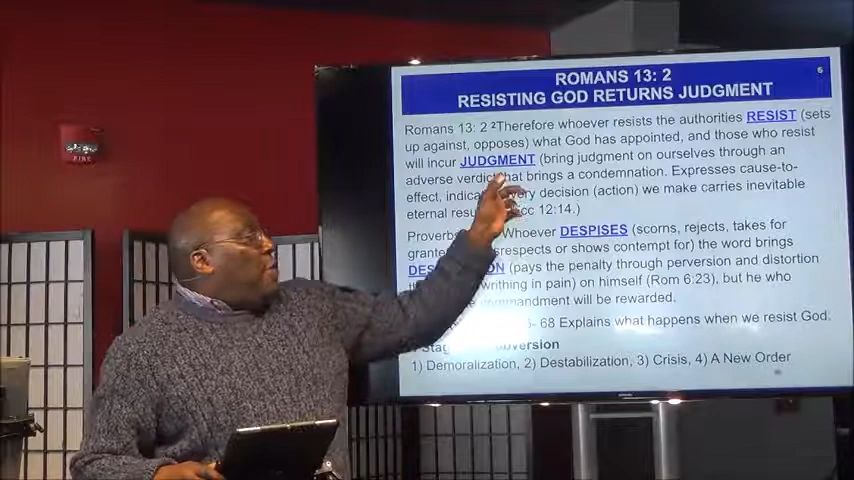 ROMANS 13: 2
6
RESISTING GOD RETURNS JUDGMENT
Romans 13: 2 ²Therefore whoever resists the authorities RESIST (sets
up against, opposes) what God has appointed, and those who resist
will incur JUDGMENT (bring judgment on ourselves through an
adverse verdict that brings a condemnation. Expresses cause-to-
effect, every decision (action) we make carries inevitable
eternal 12:14.)
Whoever DESPISES (scorns, rejects, takes for
disrespects or shows contempt for) the word brings
(pays the penalty through perversion and distortion
writhing in pain) on himself (Rom 6:23), but he who
commandment will be rewarded.
68 Explains what happens when we resist God.
1) Demoralization, 2) Destabilization, 3) Crisis, 4) A New Order
FIRE